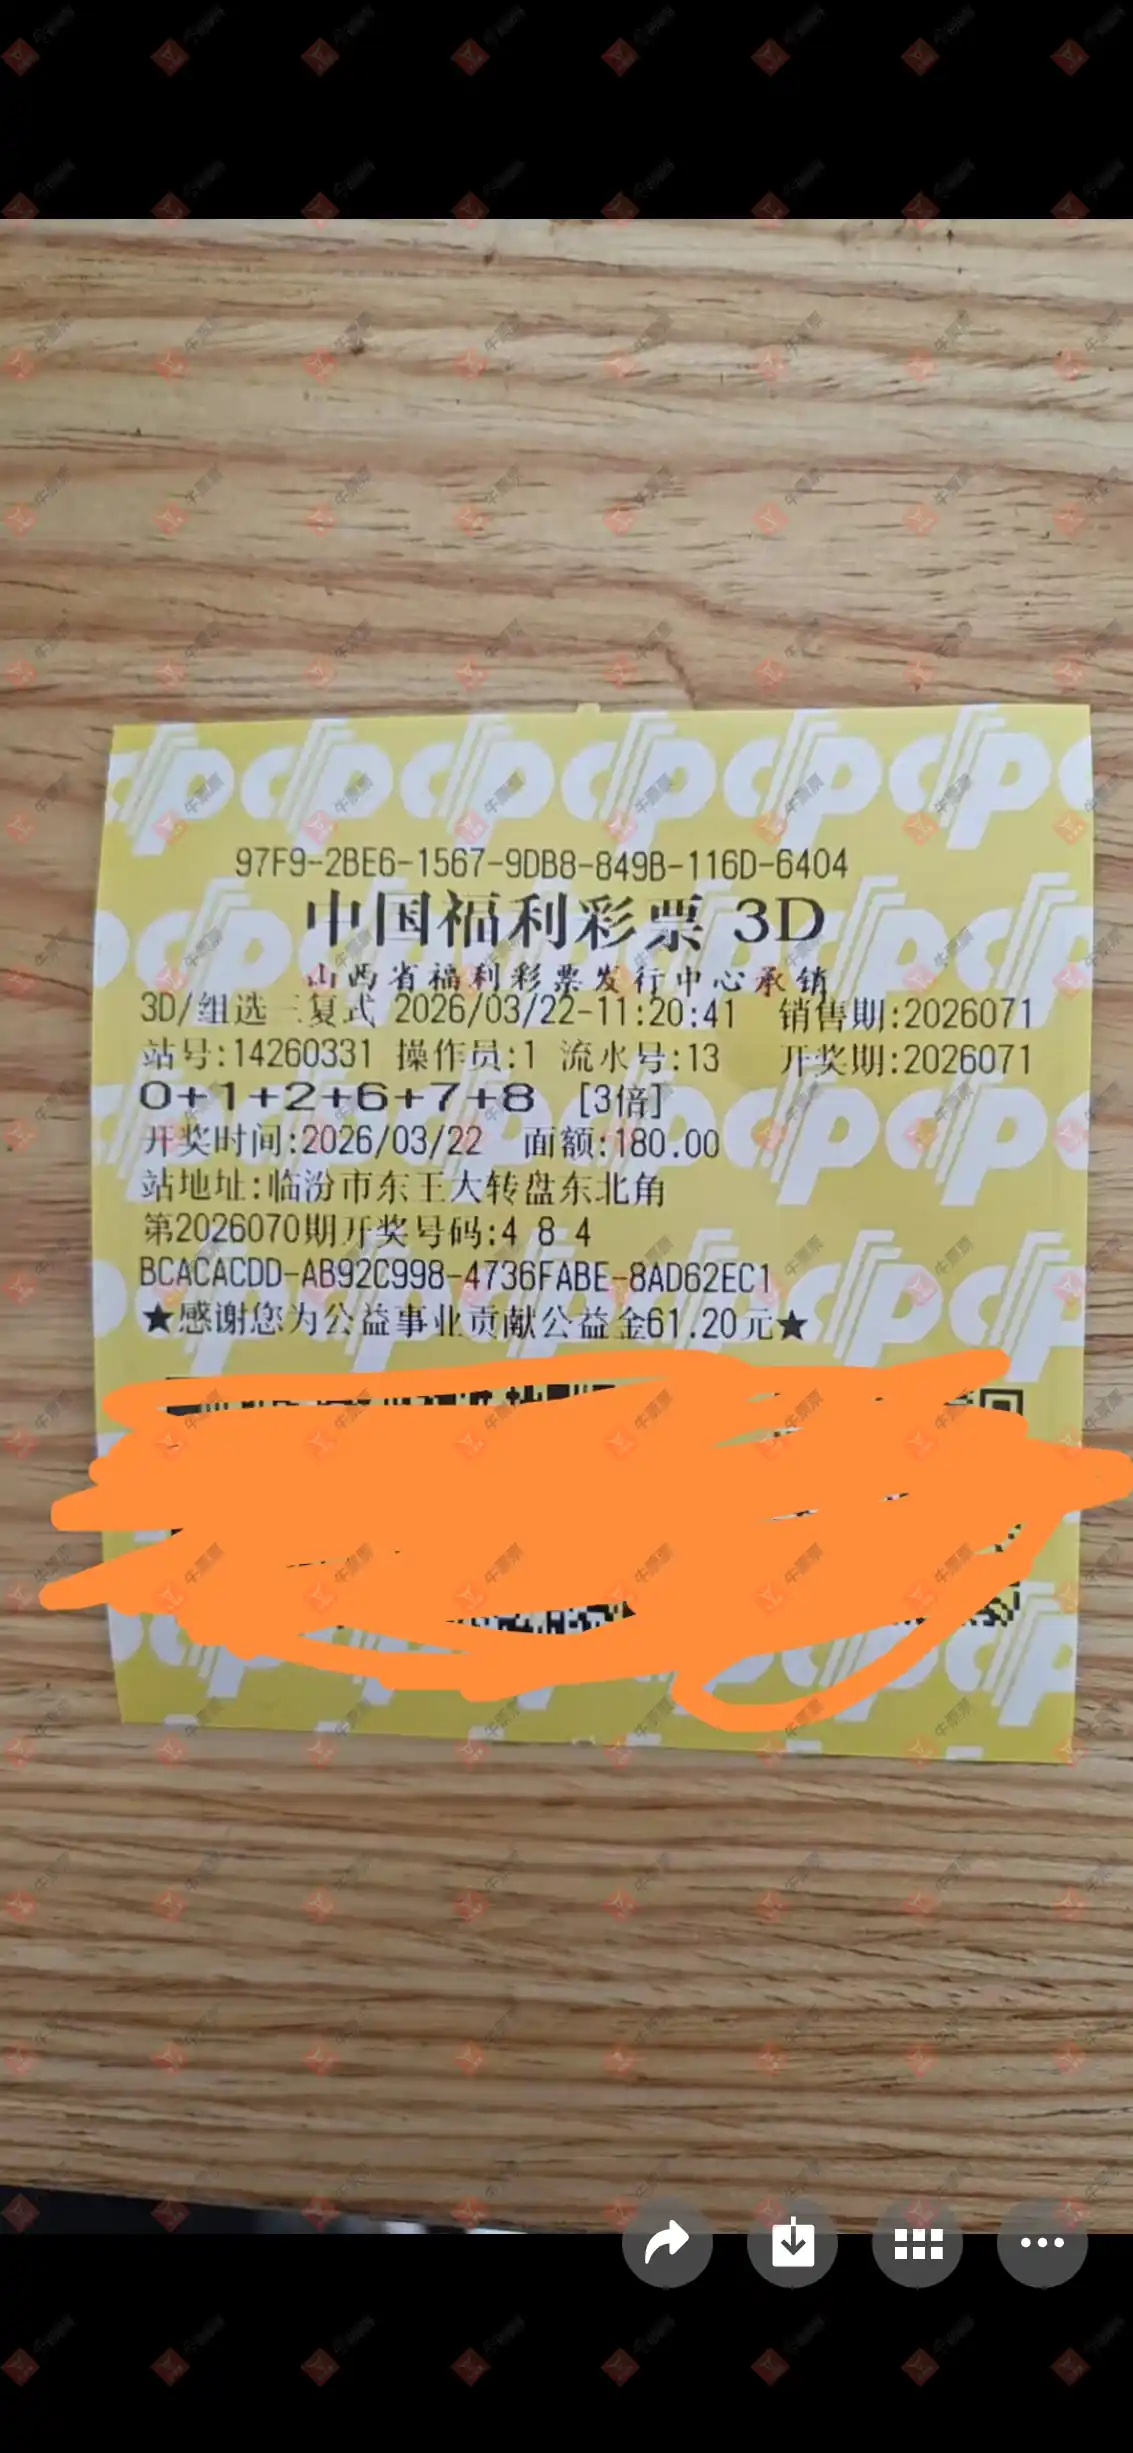 97F9-2BE6-1567-9DB8-849B-116D-6404
中国福利彩票 3D
山西省福利彩票发行中心承销
3D/组选三复式 2026/03/22-11:20:41 销售期:2026071
站号:14260331 操作员:1 流水号:13 开奖期:2026071
0+1+2+6+7+8 [3倍]
开奖时间:2026/03/22 面额:180.00
站地址:临汾市东王大转盘东北角
第2026070期开奖号码:4 8 4
BCACACDD-AB92C998-4736FABE-8AD62EC1
★感谢您为公益事业贡献公益金61.20元★